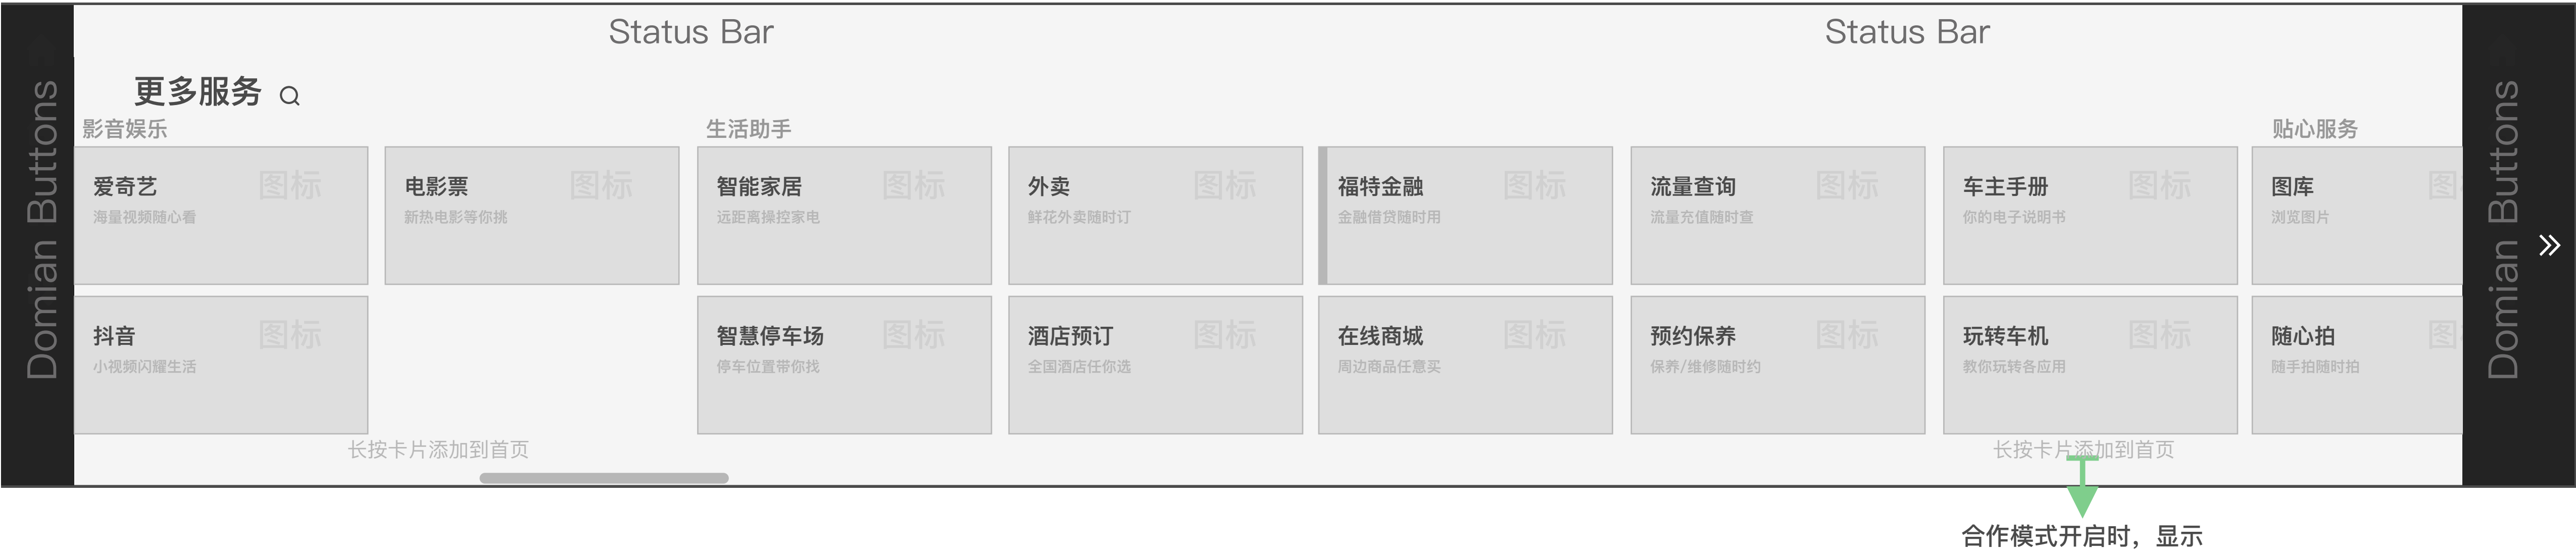 Status Bar
Status Bar
Domian Buttons
更多服务
影音娱乐
生活助手
贴心服务
爱奇艺
图标
海量视频随心看
电影票
图标
新热电影等你挑
智能家居
图标
远距离操控家电
外卖
图标
鲜花外卖随时订
福特金融
图标
金融借贷随时用
流量查询
图标
流量充值随时查
车主手册
图标
你的电子说明书
图库
图
浏览图片
抖音
图标
小视频闪耀生活
智慧停车场
图标
停车位置带你找
酒店预订
图标
全国酒店任你选
在线商城
图标
周边商品任意买
预约保养
图标
保养/维修随时约
玩转车机
图标
教你玩转各应用
随心拍
图
随手拍随时拍
长按卡片添加到首页
长按卡片添加到首页
Domian Buttons
合作模式开启时，显示